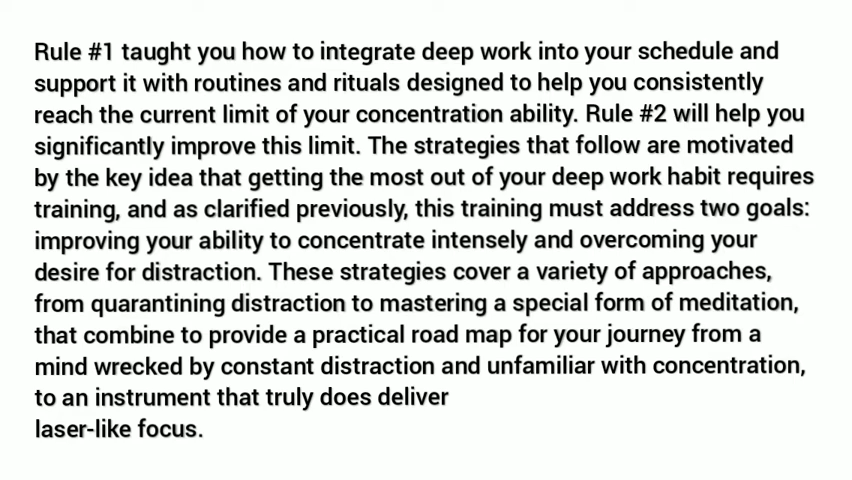 Rule #1 taught you how to integrate deep work into your schedule and
support it with routines and rituals designed to help you consistently
reach the current limit of your concentration ability. Rule #2 will help you
significantly improve this limit. The strategies that follow are motivated
by the key idea that getting the most out of your deep work habit requires
training, and as clarified previously, this training must address two goals:
improving your ability to concentrate intensely and overcoming your
desire for distraction. These strategies cover a variety of approaches,
from quarantining distraction to mastering a special form of meditation,
that combine to provide a practical road map for your journey from a
mind wrecked by constant distraction and unfamiliar with concentration,
to an instrument that truly does deliver
laser-like focus.